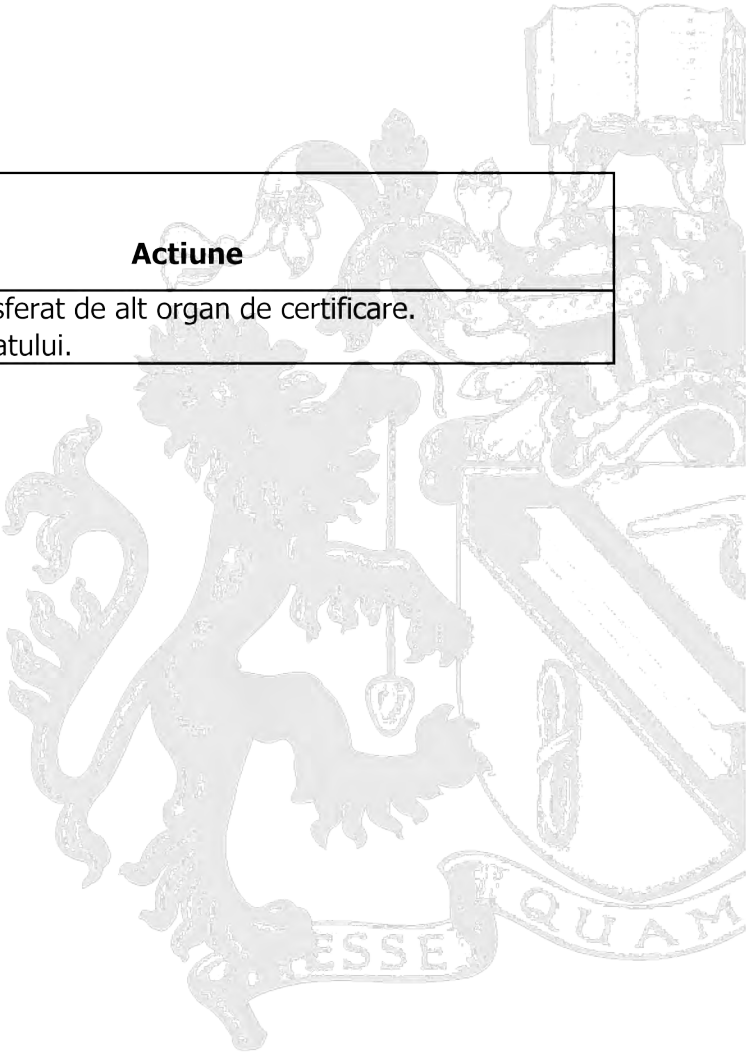 Actiune
sferat de alt organ de certificare.
atului.
ESSE QUAM